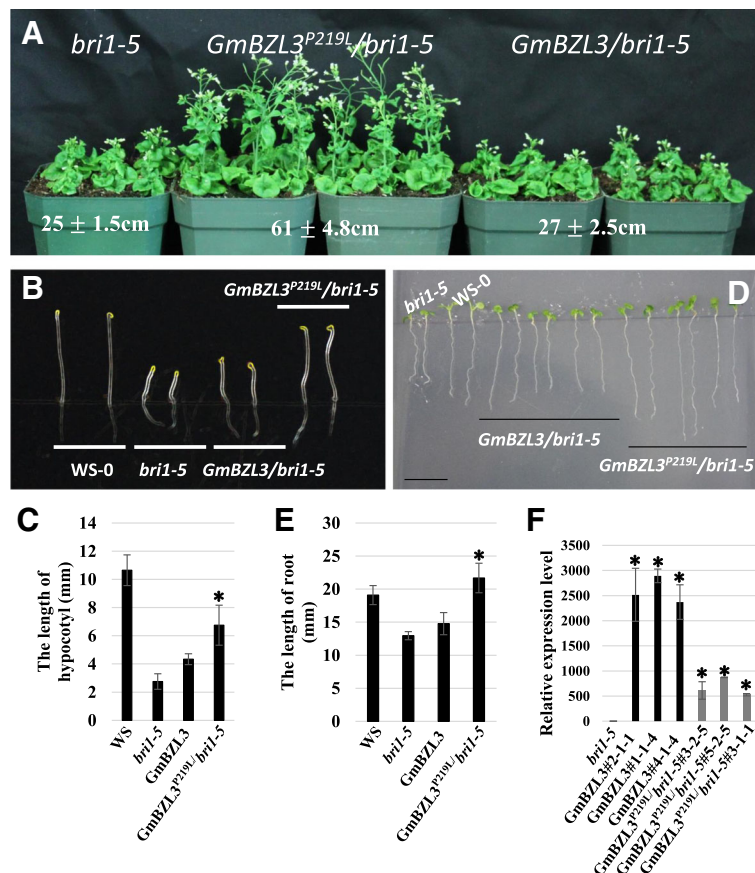 A
bri1-5 GmBZL3P219L/bri1-5 GmBZL3/bri1-5
25 ± 1.5cm 61 ± 4.8cm 27 ± 2.5cm
B
GmBZL3P219L/bri1-5
WS-0 bri1-5 GmBZL3/bri1-5
D
bri1-5
WS-0
GmBZL3/bri1-5
GmBZL3P219L/bri1-5
C
The length of
hypocotyl (mm)
14
12
10
8
6
4
2
0
*
WS
bri1-5
GmBZL3
GmBZL3P219L/bri1-5
E
The length of root
(mm)
30
25
20
15
10
5
0
*
WS
bri1-5
GmBZL3
GmBZL3P219L/bri1-5
F
Relative expression level
3500
3000
2500
2000
1500
1000
500
0
* * * * * *
bri1-5
GmBZL3#2-1-1
GmBZL3#1-1-4
GmBZL3#4-1-4
GmBZL3P219L/bri1-5#3-2-5
GmBZL3P219L/bri1-5#5-2-5
GmBZL3P219L/bri1-5#3-1-1